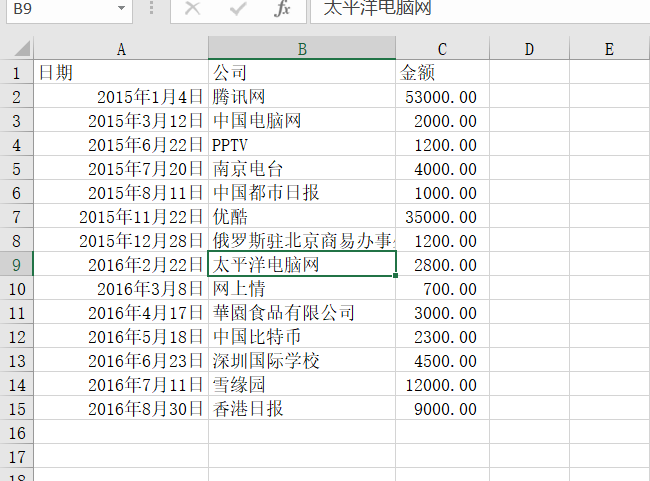 B9 fx 太平洋电脑网
A B C D E
1 日期 公司 金额
2 2015年1月4日 腾讯网 53000.00
3 2015年3月12日 中国电脑网 2000.00
4 2015年6月22日 PPTV 1200.00
5 2015年7月20日 南京电台 4000.00
6 2015年8月11日 中国都市日报 1000.00
7 2015年11月22日 优酷 35000.00
8 2015年12月28日 俄罗斯驻北京商易办事 1200.00
9 2016年2月22日 太平洋电脑网 2800.00
10 2016年3月8日 网上情 700.00
11 2016年4月17日 華園食品有限公司 3000.00
12 2016年5月18日 中国比特币 2300.00
13 2016年6月23日 深圳国际学校 4500.00
14 2016年7月11日 雪缘园 12000.00
15 2016年8月30日 香港日报 9000.00
16
17
18